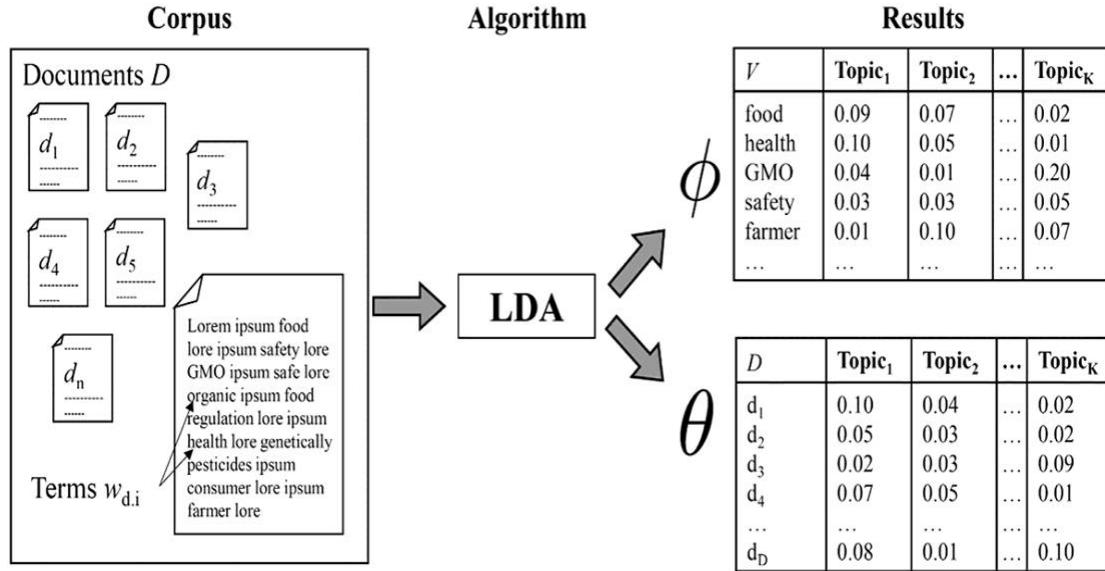 Corpus
Algorithm
Results
Documents D
d1
d2
d3
d4
d5
dn
Lorem ipsum food
lore ipsum safety lore
GMO ipsum safe lore
organic ipsum food
regulation lore ipsum
health lore genetically
pesticides ipsum
consumer lore ipsum
farmer lore
Terms wd.i
LDA
ϕ
V Topic1 Topic2 ... TopicK
food 0.09 0.07 ... 0.02
health 0.10 0.05 ... 0.01
GMO 0.04 0.01 ... 0.20
safety 0.03 0.03 ... 0.05
farmer 0.01 0.10 ... 0.07
... ... ... ... ...
θ
D Topic1 Topic2 ... TopicK
d1 0.10 0.04 ... 0.02
d2 0.05 0.03 ... 0.02
d3 0.02 0.03 ... 0.09
d4 0.07 0.05 ... 0.01
... ... ... ... ...
dD 0.08 0.01 ... 0.10